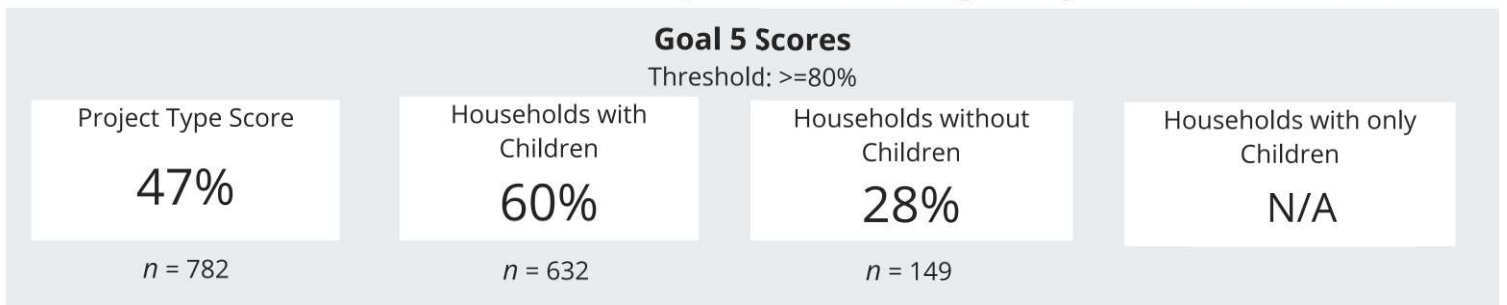 Goal 5 Scores
Threshold: >=80%
Project Type Score
47%
n = 782
Households with
Children
60%
n = 632
Households without
Children
28%
n = 149
Households with only
Children
N/A